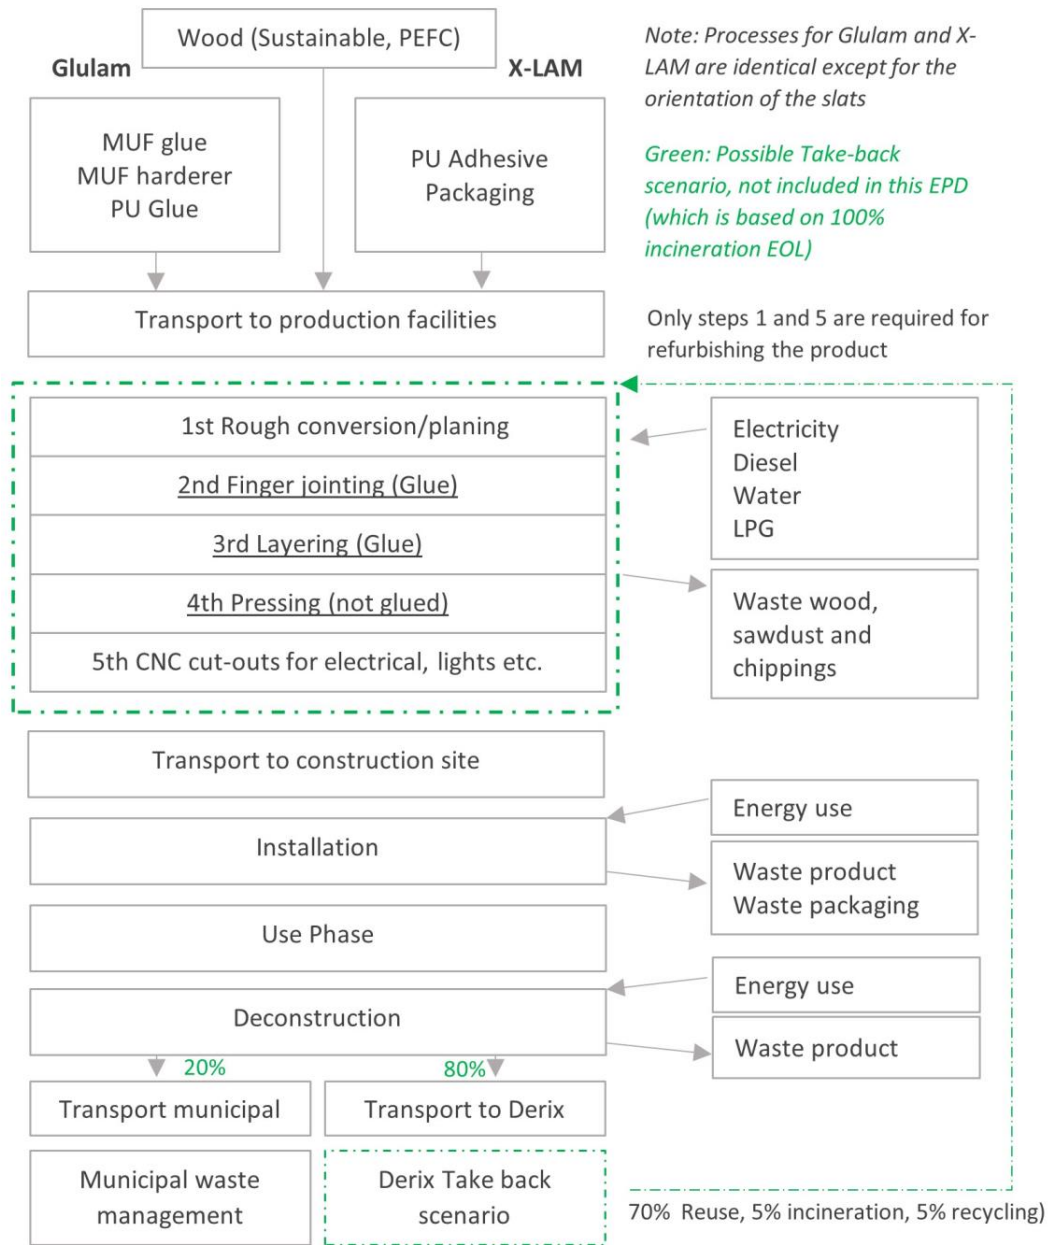 Wood (Sustainable, PEFC)
Glulam
X-LAM
Note: Processes for Glulam and X-
LAM are identical except for the
orientation of the slats
MUF glue
MUF harderer
PU Glue
PU Adhesive
Packaging
Green: Possible Take-back
scenario, not included in this EPD
(which is based on 100%
incineration EOL)
Transport to production facilities
Only steps 1 and 5 are required for
refurbishing the product
1st Rough conversion/planing
2nd Finger jointing (Glue)
3rd Layering (Glue)
4th Pressing (not glued)
5th CNC cut-outs for electrical, lights etc.
Electricity
Diesel
Water
LPG
Waste wood,
sawdust and
chippings
Transport to construction site
Energy use
Installation
Waste product
Waste packaging
Use Phase
Energy use
Deconstruction
Waste product
20%
80%
Transport municipal
Transport to Derix
Municipal waste
management
Derix Take back
scenario
70% Reuse, 5% incineration, 5% recycling)